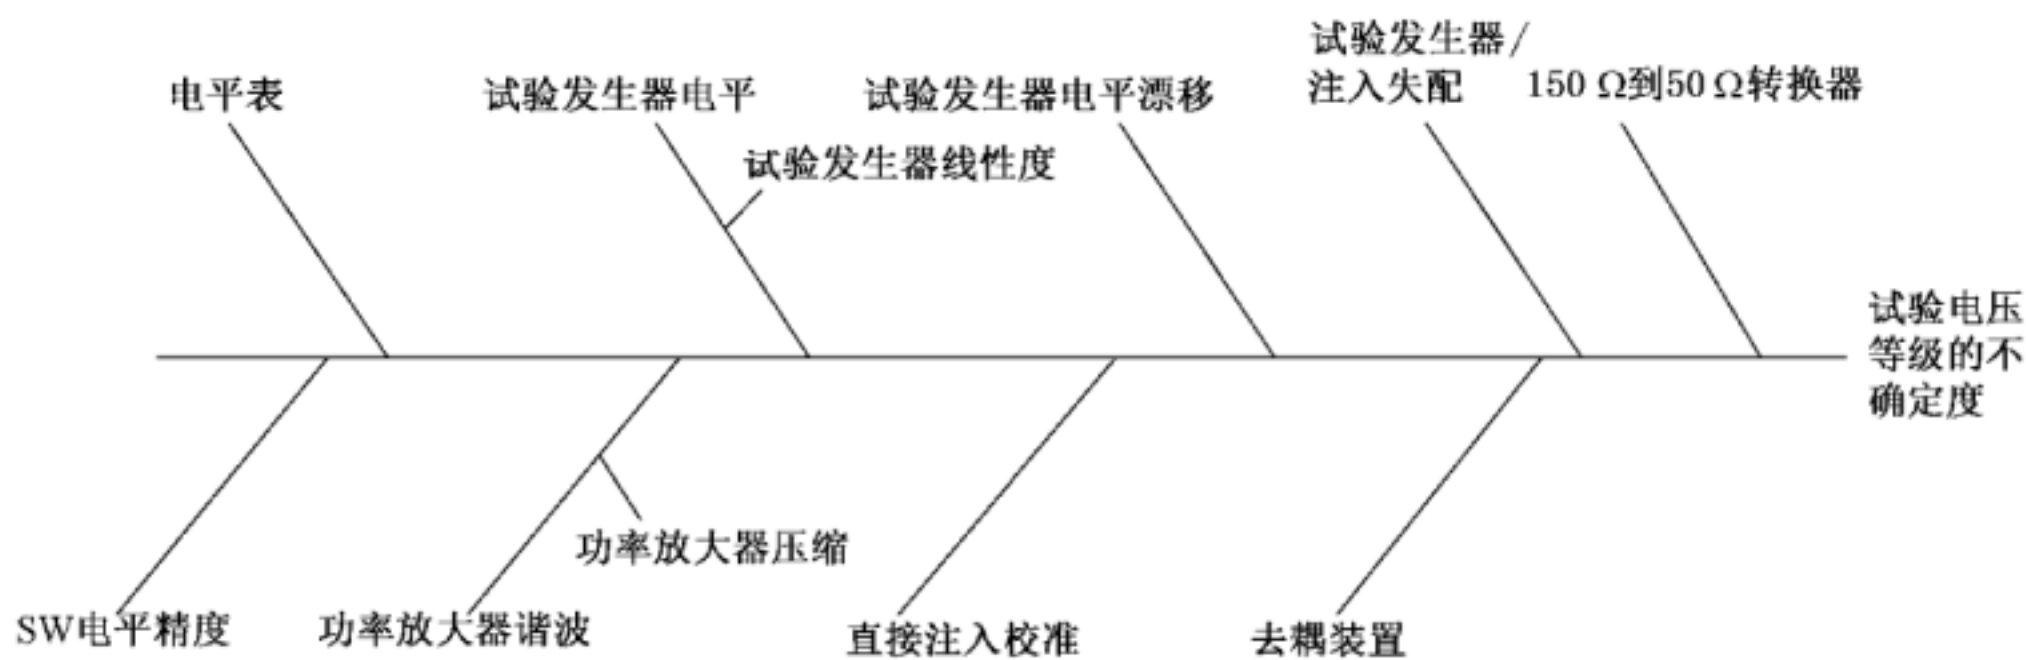 试验发生器/
注入失配
150 Ω到50 Ω转换器
电平表
试验发生器电平
试验发生器电平漂移
试验发生器线性度
试验电压
等级的不
确定度
功率放大器压缩
SW电平精度
功率放大器谐波
直接注入校准
去耦装置